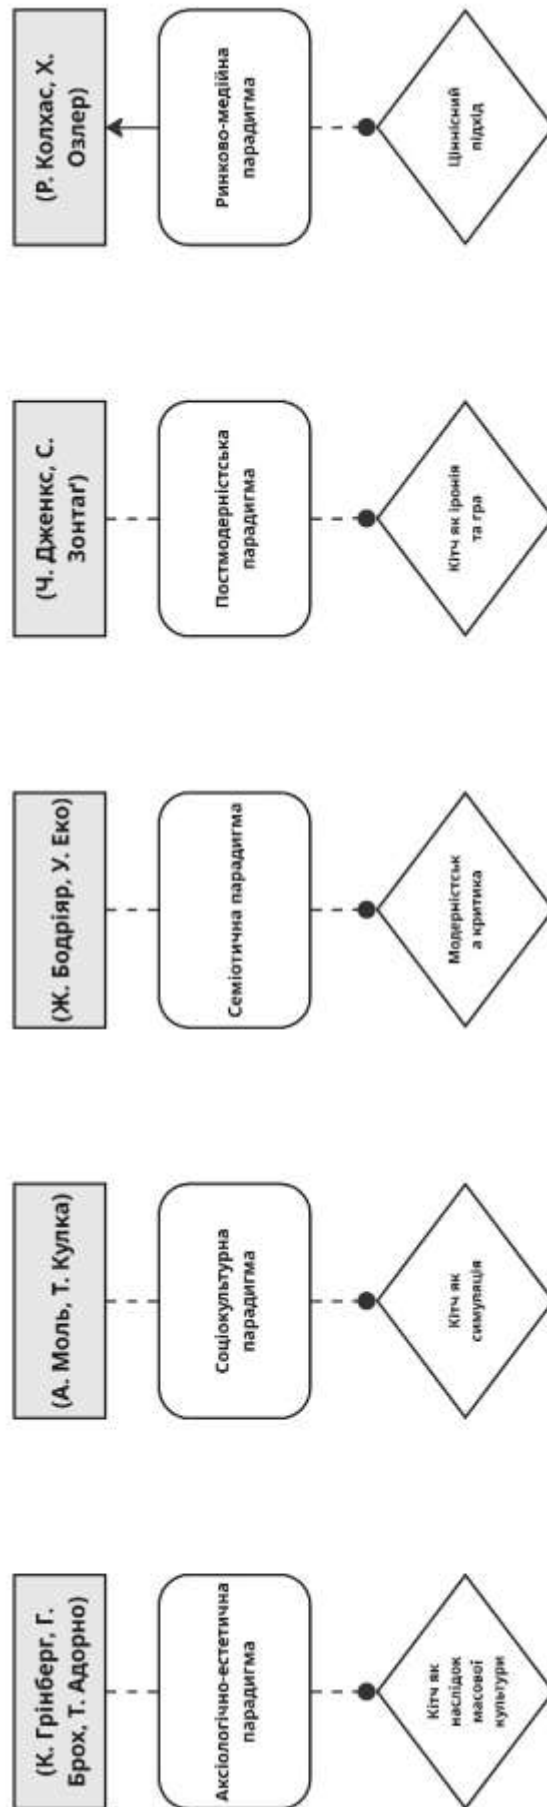 (К. Грінберг, Г.
Брох, Т. Адорно)
Аксіологічно-естетична
парадигма
Кітч як
наслідок
масової
культури
(А. Моль, Т. Кулка)
Соціокультурна
парадигма
Кітч як
симуляція
(Ж. Бодріяр, У. Еко)
Семіотична парадигма
Модерністськ
а критика
(Ч. Дженкс, С.
Зонтаґ)
Постмодерністська
парадигма
Кітч як іронія
та гра
(Р. Колхас, Х.
Озлер)
Ринково-медійна
парадигма
Ціннісний
підхід